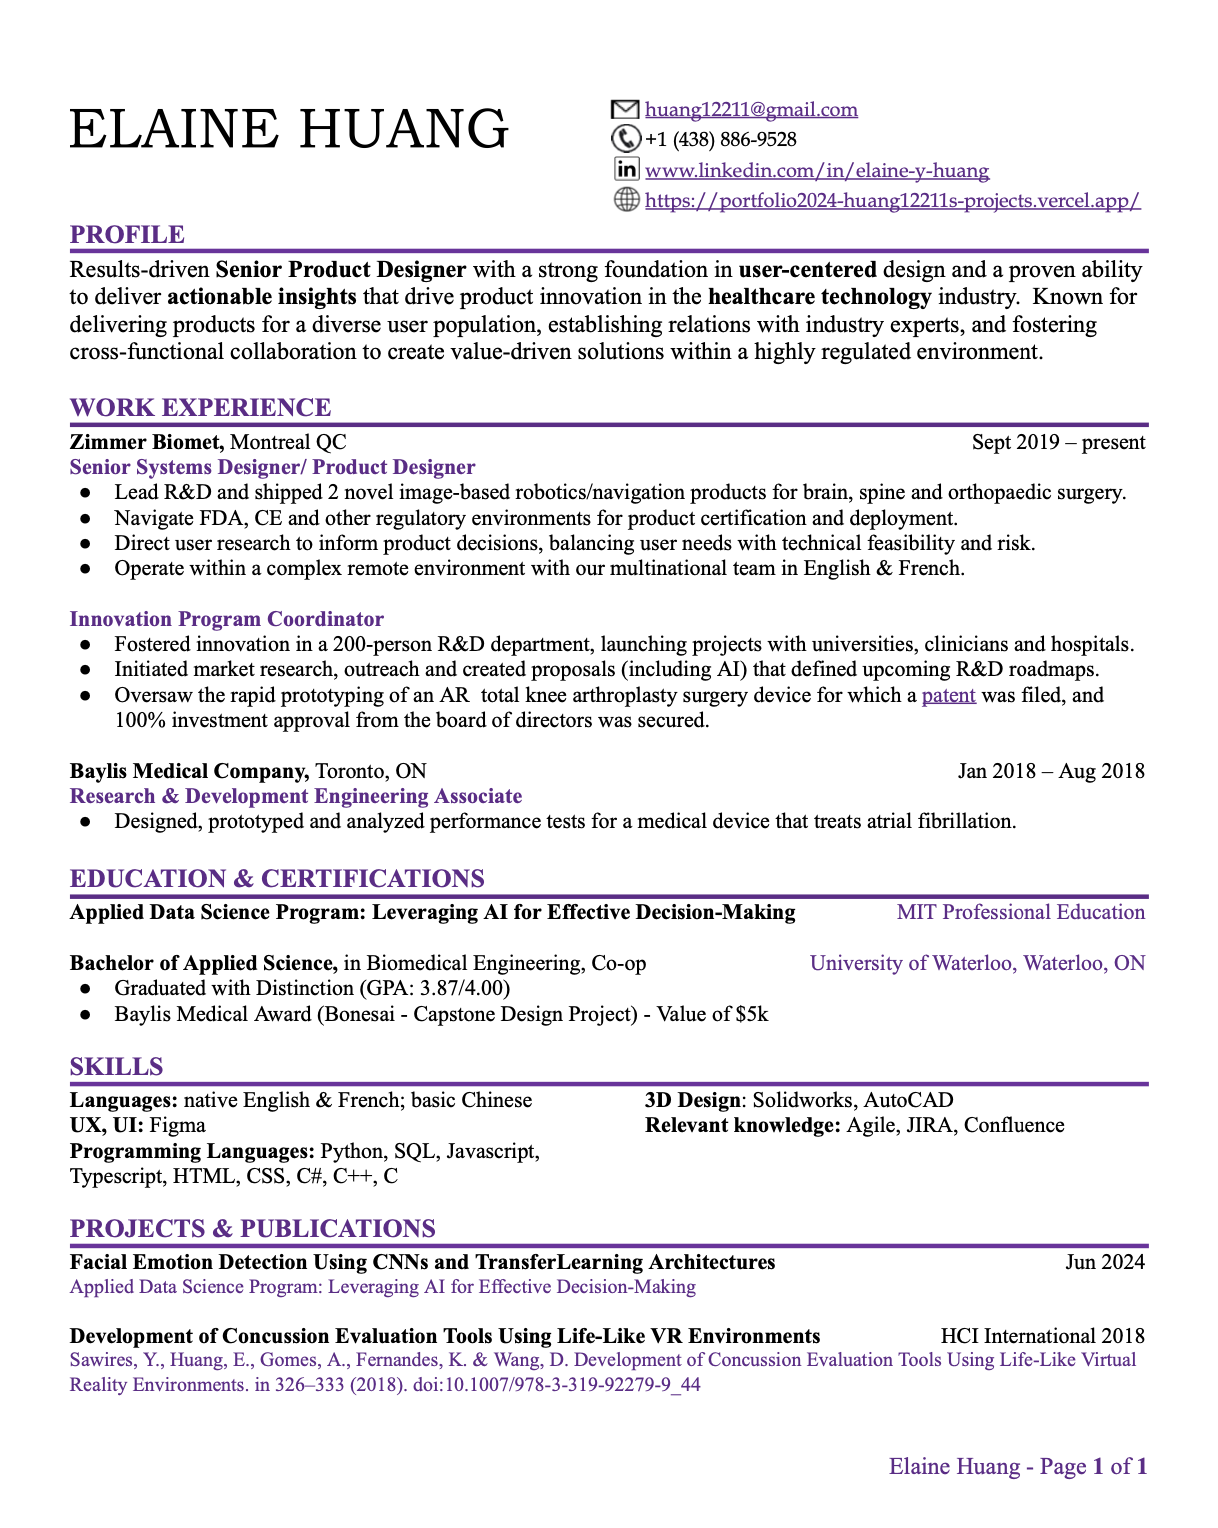 ELAINE HUANG
huang12211@gmail.com
+1 (438) 886-9528
www.linkedin.com/in/elaine-y-huang
https://portfolio2024-huang12211s-projects.vercel.app/
PROFILE
Results-driven Senior Product Designer with a strong foundation in user-centered design and a proven ability
to deliver actionable insights that drive product innovation in the healthcare technology industry.  Known for
delivering products for a diverse user population, establishing relations with industry experts, and fostering
cross-functional collaboration to create value-driven solutions within a highly regulated environment.
WORK EXPERIENCE
Zimmer Biomet, Montreal QC Sept 2019 – present
Senior Systems Designer/ Product Designer
● Lead R&D and shipped 2 novel image-based robotics/navigation products for brain, spine and orthopaedic surgery.
● Navigate FDA, CE and other regulatory environments for product certification and deployment.
● Direct user research to inform product decisions, balancing user needs with technical feasibility and risk.
● Operate within a complex remote environment with our multinational team in English & French.
Innovation Program Coordinator
● Fostered innovation in a 200-person R&D department, launching projects with universities, clinicians and hospitals.
● Initiated market research, outreach and created proposals (including AI) that defined upcoming R&D roadmaps.
● Oversaw the rapid prototyping of an AR  total knee arthroplasty surgery device for which a patent was filed, and
100% investment approval from the board of directors was secured.
Baylis Medical Company, Toronto, ON Jan 2018 – Aug 2018
Research & Development Engineering Associate
● Designed, prototyped and analyzed performance tests for a medical device that treats atrial fibrillation.
EDUCATION & CERTIFICATIONS
Applied Data Science Program: Leveraging AI for Effective Decision-Making MIT Professional Education
Bachelor of Applied Science, in Biomedical Engineering, Co-op University of Waterloo, Waterloo, ON
● Graduated with Distinction (GPA: 3.87/4.00)
● Baylis Medical Award (Bonesai - Capstone Design Project) - Value of $5k
SKILLS
Languages: native English & French; basic Chinese
UX, UI: Figma
Programming Languages: Python, SQL, Javascript,
Typescript, HTML, CSS, C#, C++, C
3D Design: Solidworks, AutoCAD
Relevant knowledge: Agile, JIRA, Confluence
PROJECTS & PUBLICATIONS
Facial Emotion Detection Using CNNs and TransferLearning Architectures Jun 2024
Applied Data Science Program: Leveraging AI for Effective Decision-Making
Development of Concussion Evaluation Tools Using Life-Like VR Environments HCI International 2018
Sawires, Y., Huang, E., Gomes, A., Fernandes, K. & Wang, D. Development of Concussion Evaluation Tools Using Life-Like Virtual
Reality Environments. in 326–333 (2018). doi:10.1007/978-3-319-92279-9_44
Elaine Huang - Page 1 of 1